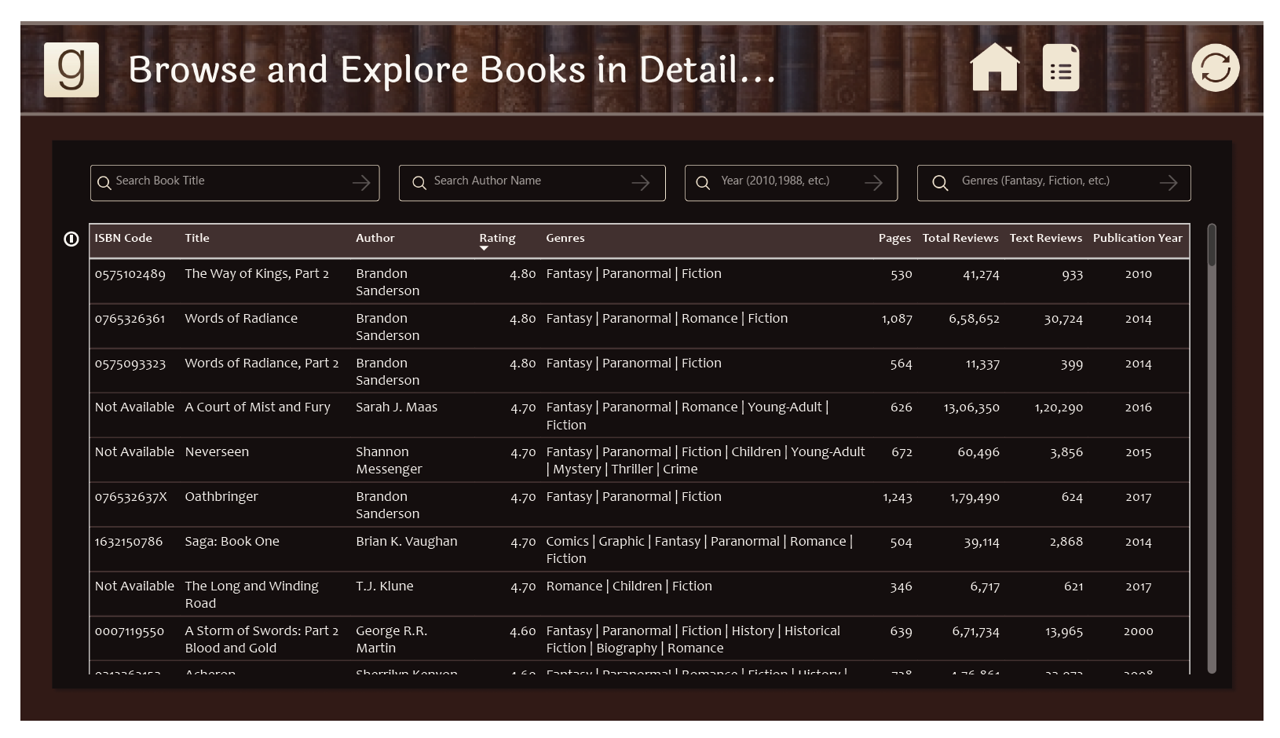 g Browse and Explore Books in Detail...
Search Book Title Search Author Name Year (2010,1988, etc.) Genres (Fantasy, Fiction, etc.)
ISBN Code Title Author Rating Genres Pages Total Reviews Text Reviews Publication Year
0575102489 The Way of Kings, Part 2 Brandon 4.80 Fantasy | Paranormal | Fiction 530 41,274 933 2010
Sanderson
0765326361 Words of Radiance Brandon 4.80 Fantasy | Paranormal | Romance | Fiction 1,087 6,58,652 30,724 2014
Sanderson
0575093323 Words of Radiance, Part 2 Brandon 4.80 Fantasy | Paranormal | Fiction 564 11,337 399 2014
Sanderson
Not Available A Court of Mist and Fury Sarah J. Maas 4.70 Fantasy | Paranormal | Romance | Young-Adult | 626 13,06,350 1,20,290 2016
Fiction
Not Available Neverseen Shannon 4.70 Fantasy | Paranormal | Fiction | Children | Young-Adult 672 60,496 3,856 2015
Messenger | Mystery | Thriller | Crime
076532637X Oathbringer Brandon 4.70 Fantasy | Paranormal | Fiction 1,243 1,79,490 624 2017
Sanderson
1632150786 Saga: Book One Brian K. Vaughan 4.70 Comics | Graphic | Fantasy | Paranormal | Romance | 504 39,114 2,868 2014
Fiction
Not Available The Long and Winding T.J. Klune 4.70 Romance | Children | Fiction 346 6,717 621 2017
Road
0007119550 A Storm of Swords: Part 2 George R.R. 4.60 Fantasy | Paranormal | Fiction | History | Historical 639 6,71,734 13,965 2000
Blood and Gold Martin Fiction | Biography | Romance
Acheron Sherrilyn Kenyon 4.60 Fantasy | Paranormal | Romance | Fiction | History |